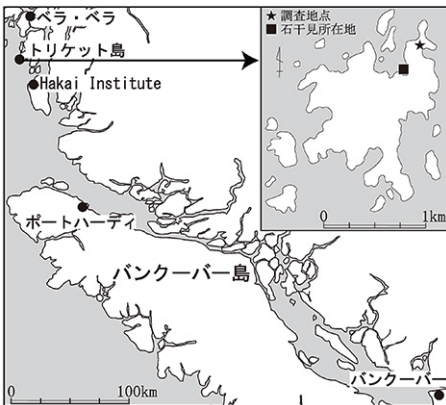 ベラ・ベラ
トリケット島
Hakai Institute
ポートハーディ
バンクーバー島
バンクーバー
0 100km
★ 調査地点
■ 石干見所在地
0 1km